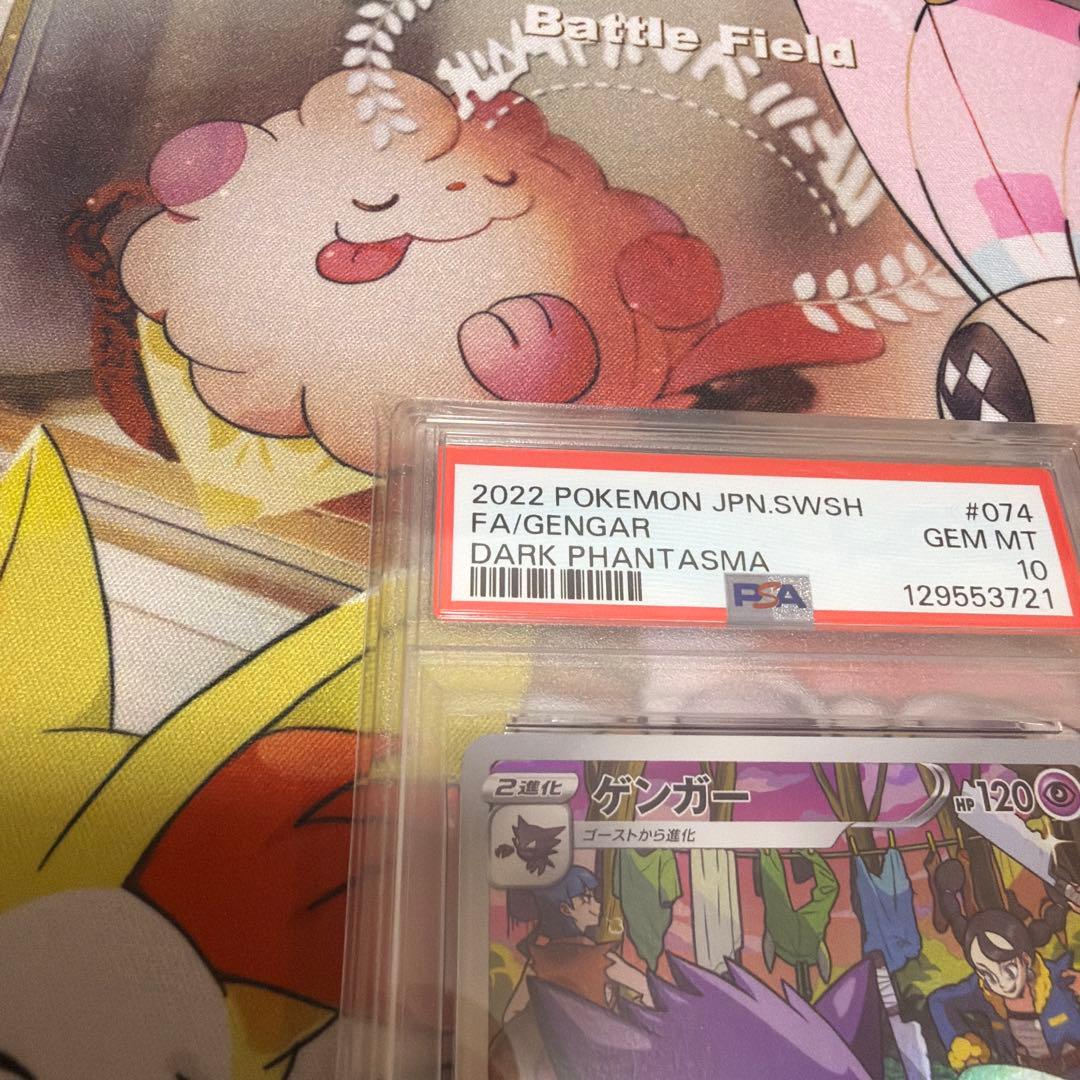 Battle Field
2022 POKEMON JPN.SWSH #074
FA/GENGAR GEM MT
DARK PHANTASMA 10
PSA 129553721
2進化 ゲンガー HP 120
ゴーストから進化